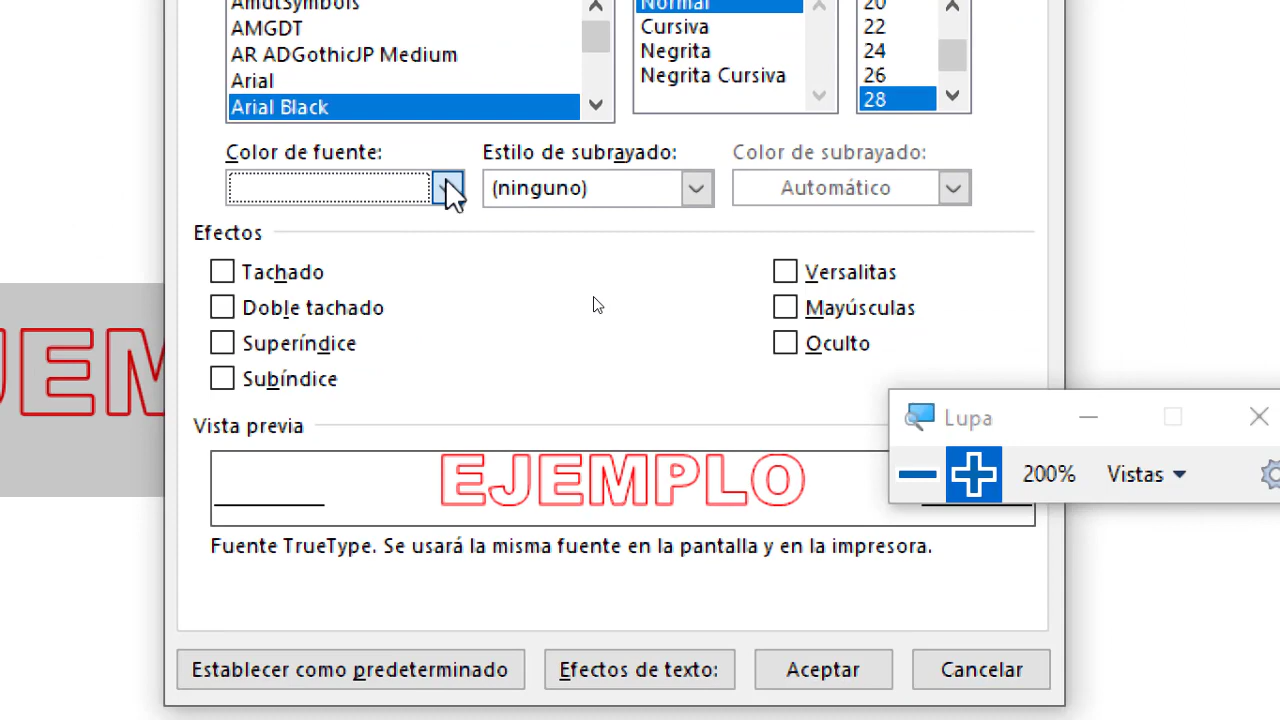 AmdtSymbols
AMGDT
AR ADGothicJP Medium
Arial
Arial Black
Normal
Cursiva
Negrita
Negrita Cursiva
20
22
24
26
28
Color de fuente:
Estilo de subrayado:
Color de subrayado:
(ninguno)
Automático
Efectos
Tachado
Doble tachado
Superíndice
Subíndice
Versalitas
Mayúsculas
Oculto
JEM
Vista previa
EJEMPLO
Fuente TrueType. Se usará la misma fuente en la pantalla y en la impresora.
Lupa
200%
Vistas
Establecer como predeterminado
Efectos de texto:
Aceptar
Cancelar